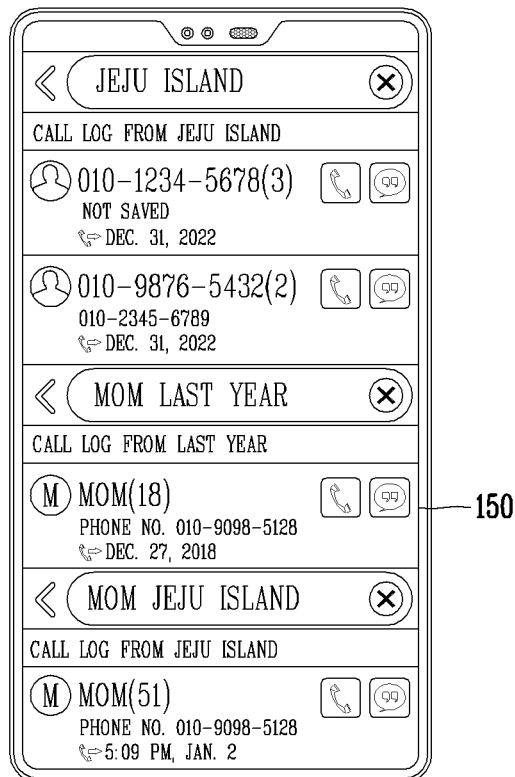 JEJU ISLAND
CALL LOG FROM JEJU ISLAND
010-1234-5678(3)
NOT SAVED
DEC. 31, 2022
010-9876-5432(2)
010-2345-6789
DEC. 31, 2022
MOM LAST YEAR
CALL LOG FROM LAST YEAR
M MOM(18)
PHONE NO. 010-9098-5128
DEC. 27, 2018
150
MOM JEJU ISLAND
CALL LOG FROM JEJU ISLAND
M MOM(51)
PHONE NO. 010-9098-5128
5:09 PM, JAN. 2